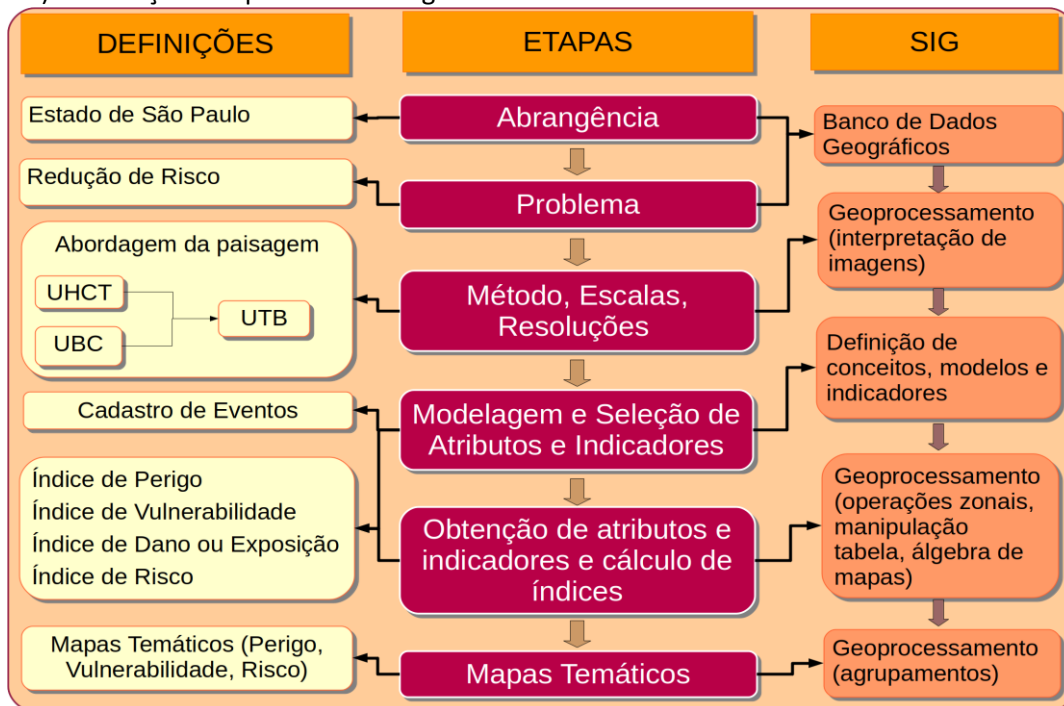 DEFINIÇÕES
ETAPAS
SIG
Estado de São Paulo
Abrangência
Banco de Dados
Geográficos
Redução de Risco
Problema
Geoprocessamento
(interpretação de
imagens)
Abordagem da paisagem
UHCT
UBC
UTB
Método, Escalas,
Resoluções
Definição de
conceitos, modelos e
indicadores
Cadastro de Eventos
Modelagem e Seleção de
Atributos e Indicadores
Índice de Perigo
Índice de Vulnerabilidade
Índice de Dano ou Exposição
Índice de Risco
Obtenção de atributos e
indicadores e cálculo de
índices
Geoprocessamento
(operações zonais,
manipulação
tabela, álgebra de
mapas)
Mapas Temáticos (Perigo,
Vulnerabilidade, Risco)
Mapas Temáticos
Geoprocessamento
(agrupamentos)